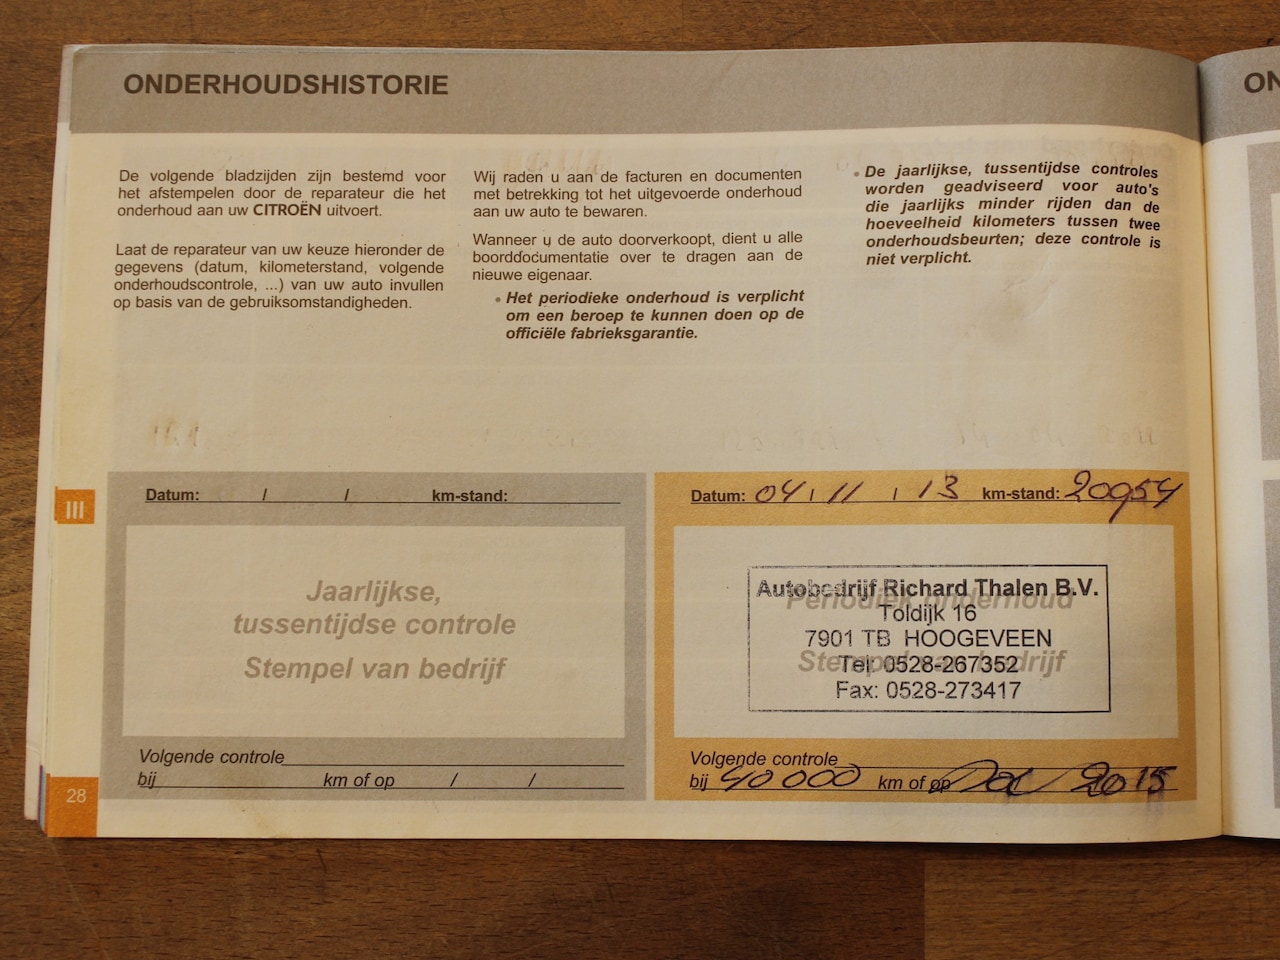 ONDERHOUDSHISTORIE
ON
De volgende bladzijden zijn bestemd voor
het afstempelen door de reparateur die het
onderhoud aan uw CITROËN uitvoert.
Laat de reparateur van uw keuze hieronder de
gegevens (datum, kilometerstand, volgende
onderhoudscontrole, ...) van uw auto invullen
op basis van de gebruiksomstandigheden.
Wij raden u aan de facturen en documenten
met betrekking tot het uitgevoerde onderhoud
aan uw auto te bewaren.
Wanneer u de auto doorverkoopt, dient u alle
boorddocumentatie over te dragen aan de
nieuwe eigenaar.
• Het periodieke onderhoud is verplicht
om een beroep te kunnen doen op de
officiële fabrieksgarantie.
• De jaarlijkse, tussentijdse controles
worden geadviseerd voor auto's
die jaarlijks minder rijden dan de
hoeveelheid kilometers tussen twee
onderhoudsbeurten; deze controle is
niet verplicht.
III
Datum: / / km-stand:
Jaarlijkse,
tussentijdse controle
Stempel van bedrijf
Volgende controle
bij km of op / /
Datum: 04 / 11 / 13 km-stand: 20954
Periodiek onderhoud
Stempel van bedrijf
Autobedrijf Richard Thalen B.V.
Toldijk 16
7901 TB HOOGEVEEN
Tel: 0528-267352
Fax: 0528-273417
Volgende controle
bij 40000 km of op 2015
28